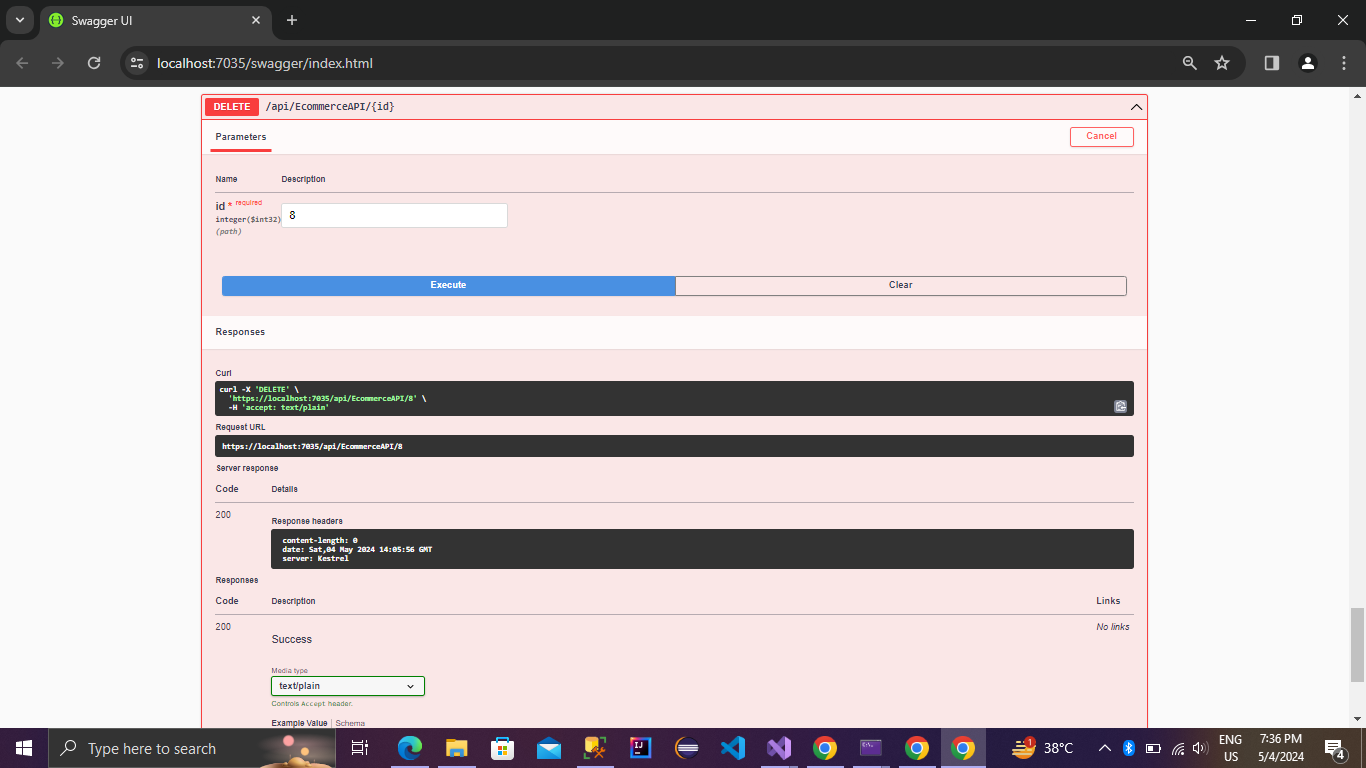 Swagger UI
localhost:7035/swagger/index.html
DELETE /api/EcommerceAPI/{id}
Parameters
Cancel
Name Description
id * required
integer($int32)
(path)
8
Execute Clear
Responses
Curl
curl -X 'DELETE' \
'https://localhost:7035/api/EcommerceAPI/8' \
-H 'accept: text/plain'
Request URL
https://localhost:7035/api/EcommerceAPI/8
Server response
Code Details
200
Response headers
content-length: 0
date: Sat,04 May 2024 14:05:56 GMT
server: Kestrel
Responses
Code Description Links
200 No links
Success
Media type
text/plain
Controls Accept header.
Example Value | Schema
Type here to search
38°C
ENG
US
7:36 PM
5/4/2024
4